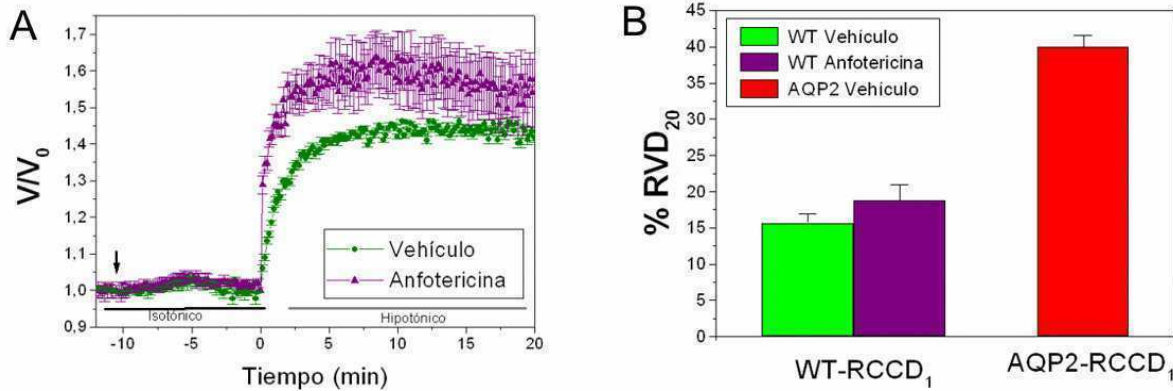 A
V/V0
1,7
1,6
1,5
1,4
1,3
1,2
1,1
1,0
0,9
Vehículo
Anfotericina
Isotónico
Hipotónico
-10 -5 0 5 10 15 20
Tiempo (min)
B
% RVD20
45
40
35
30
25
20
15
10
5
0
WT Vehículo
WT Anfotericina
AQP2 Vehículo
WT-RCCD1
AQP2-RCCD1